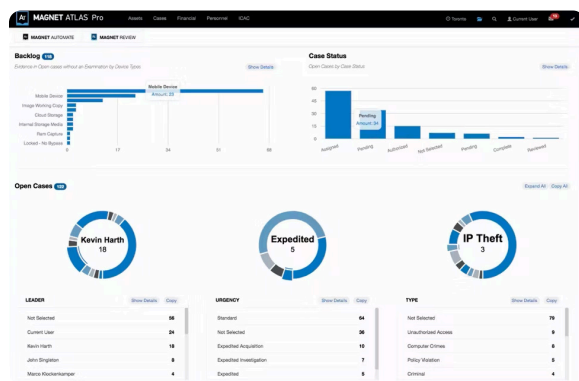 AT MAGNET ATLAS Pro Assets Cases Financial Personnel ICAC Toronto Current User
MAGNET AUTOMATE MAGNET REVIEW
Backlog 118
Evidence in Open cases without an Examination by Device Types
Show Details
Mobile Device
Amount: 20
Mobile Device
Image Working Copy
Cloud Storage
Internal Storage Media
Ram Capture
Locked - No Bypass
0 17
Case Status
Open Cases by Case Status
Show Details
Pending
Amount: 34
Assigned Pending Authorized Not Selected Pending Complete Reviewed
Open Cases 132
Expand All Copy All
Kevin Harth
18
Expedited
5
IP Theft
3
LEADER Show Details Copy
Not Selected 56
Current User 24
Kevin Harth 18
John Singleton 8
Marco Klockenkamper 4
URGENCY Show Details Copy
Standard 64
Not Selected 36
Expedited Acquisition 10
Expedited Investigation 7
Expedited 5
TYPE Show Details Copy
Not Selected 79
Unauthorized Access 9
Computer Crimes 6
Policy Violation 5
Criminal 4